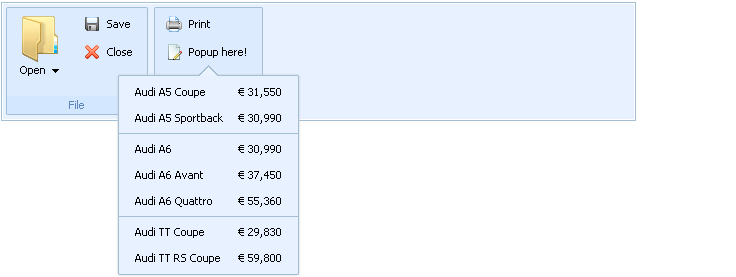 Save
Close
Open
File
Print
Popup here!
Audi A5 Coupe € 31,550
Audi A5 Sportback € 30,990
Audi A6 € 30,990
Audi A6 Avant € 37,450
Audi A6 Quattro € 55,360
Audi TT Coupe € 29,830
Audi TT RS Coupe € 59,800